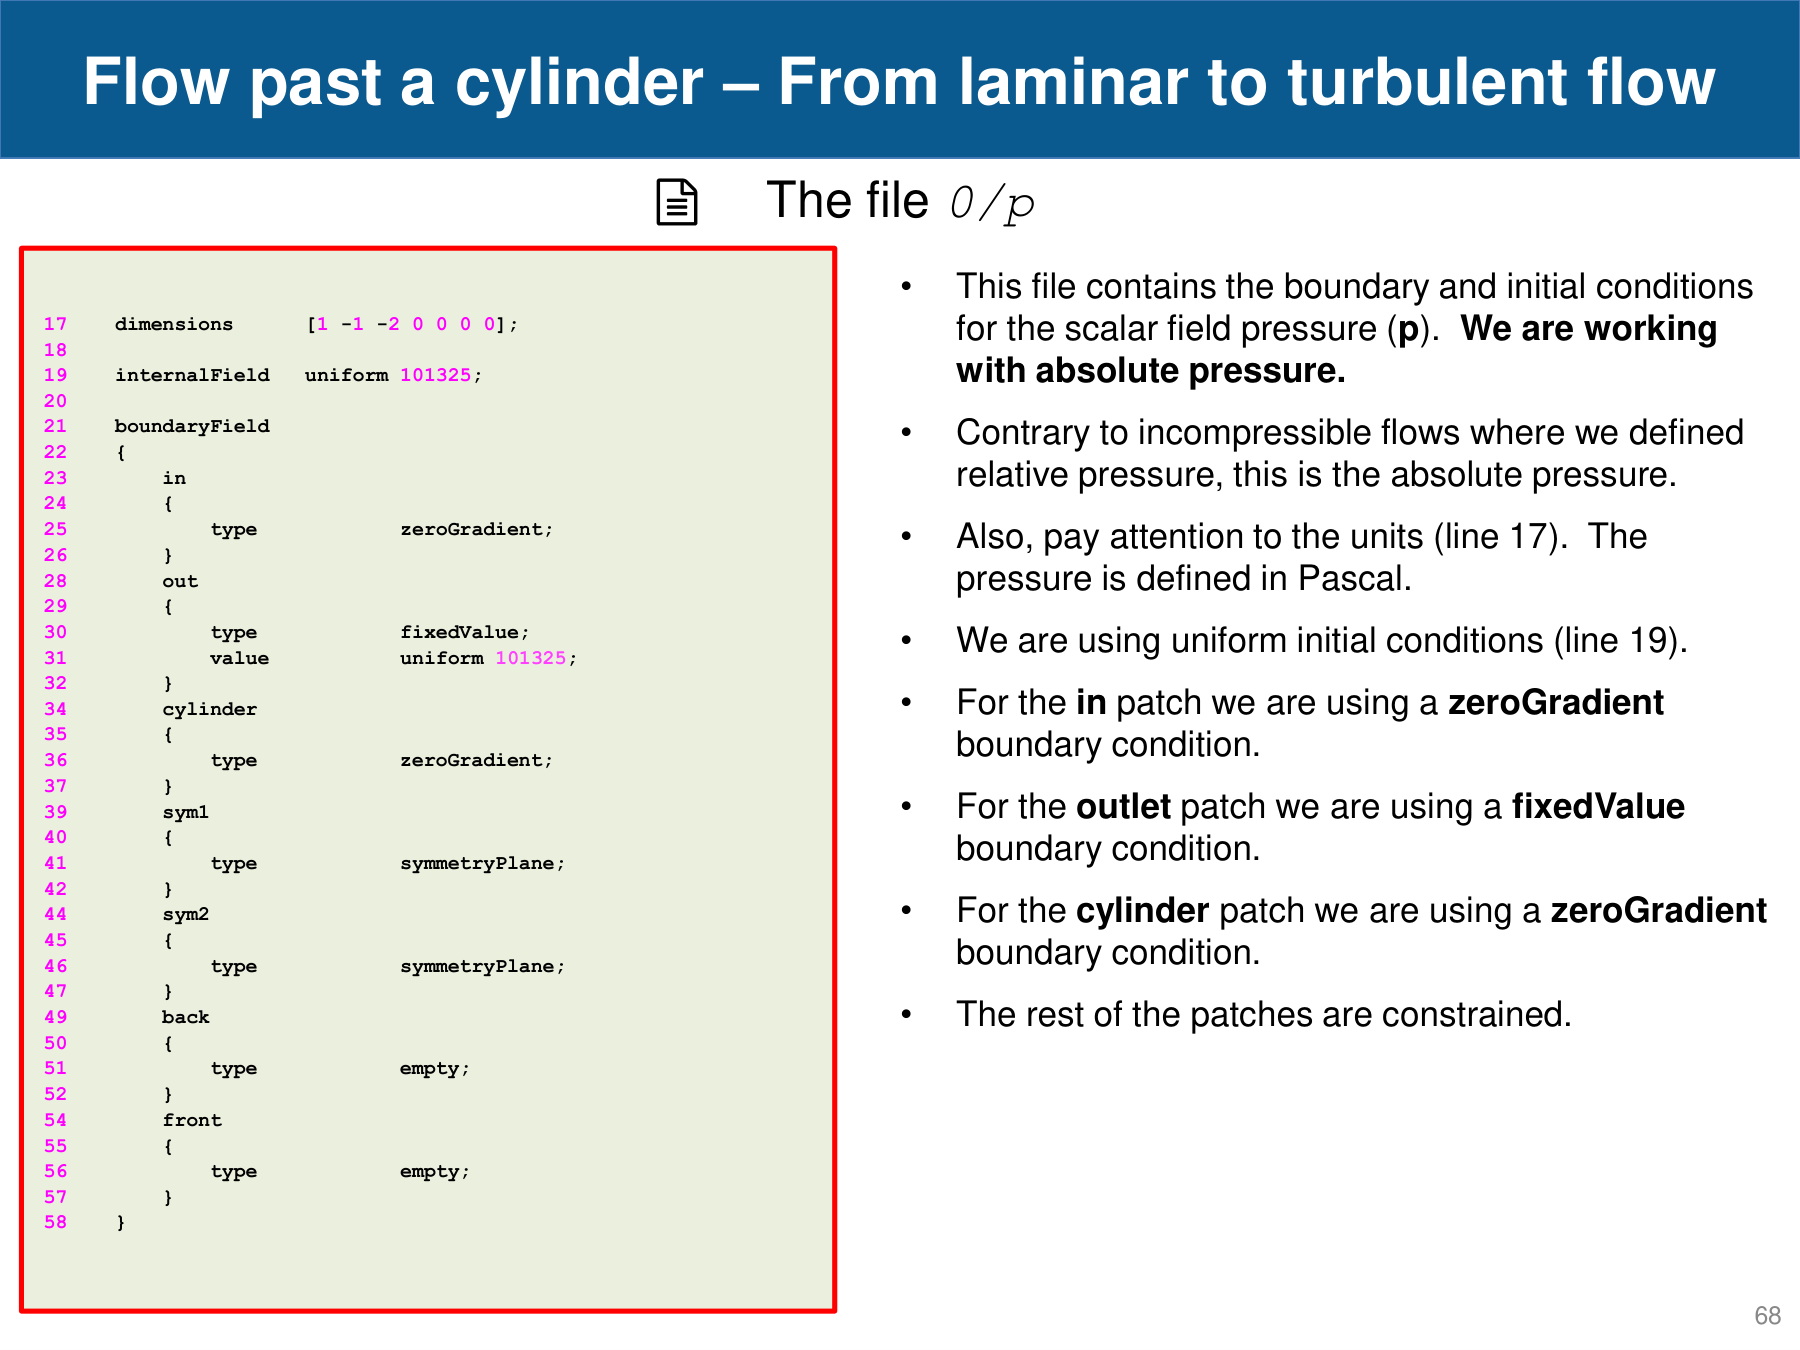 Flow past a cylinder – From laminar to turbulent flow
The file 0/p
17    dimensions      [1 -1 -2 0 0 0 0];
18
19    internalField   uniform 101325;
20
21    boundaryField
22    {
23        in
24        {
25            type            zeroGradient;
26        }
28        out
29        {
30            type            fixedValue;
31            value           uniform 101325;
32        }
34        cylinder
35        {
36            type            zeroGradient;
37        }
39        sym1
40        {
41            type            symmetryPlane;
42        }
44        sym2
45        {
46            type            symmetryPlane;
47        }
49        back
50        {
51            type            empty;
52        }
54        front
55        {
56            type            empty;
57        }
58    }
• This file contains the boundary and initial conditions
for the scalar field pressure (p).  We are working
with absolute pressure.
• Contrary to incompressible flows where we defined
relative pressure, this is the absolute pressure.
• Also, pay attention to the units (line 17).  The
pressure is defined in Pascal.
• We are using uniform initial conditions (line 19).
• For the in patch we are using a zeroGradient
boundary condition.
• For the outlet patch we are using a fixedValue
boundary condition.
• For the cylinder patch we are using a zeroGradient
boundary condition.
• The rest of the patches are constrained.
68